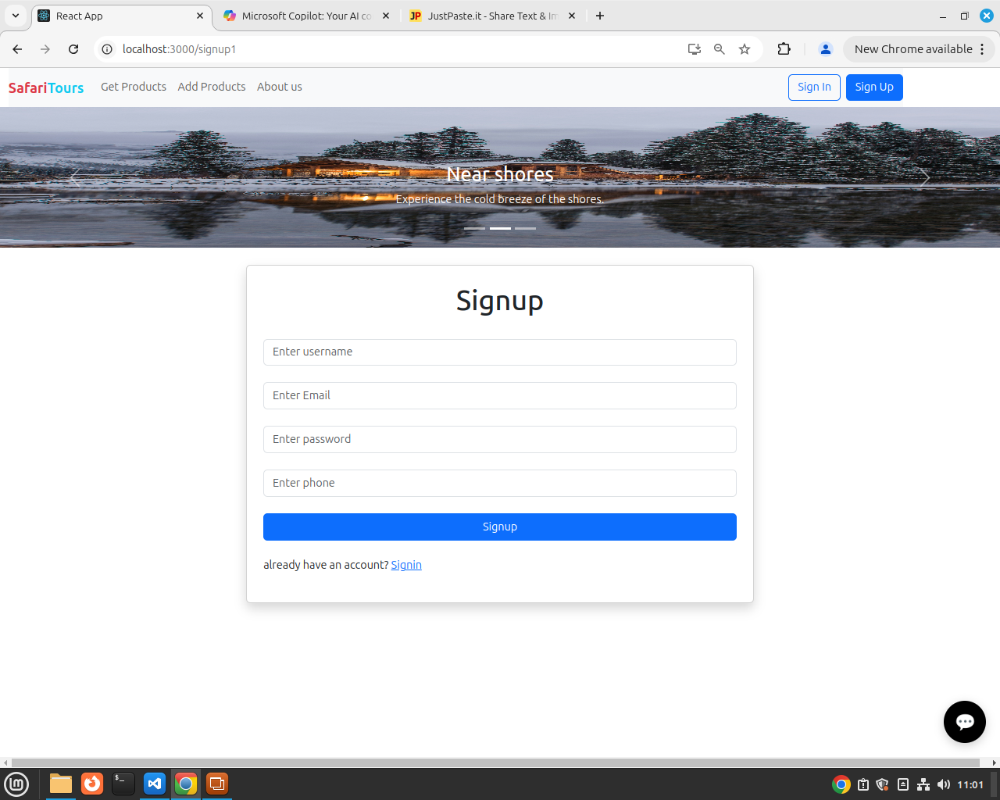 React App
Microsoft Copilot: Your AI co
JP JustPaste.it - Share Text & Im
localhost:3000/signup1
New Chrome available
SafariTours
Get Products
Add Products
About us
Sign In
Sign Up
Near shores
Experience the cold breeze of the shores.
Signup
Enter username
Enter Email
Enter password
Enter phone
Signup
already have an account? Signin
$_
lm
11:01